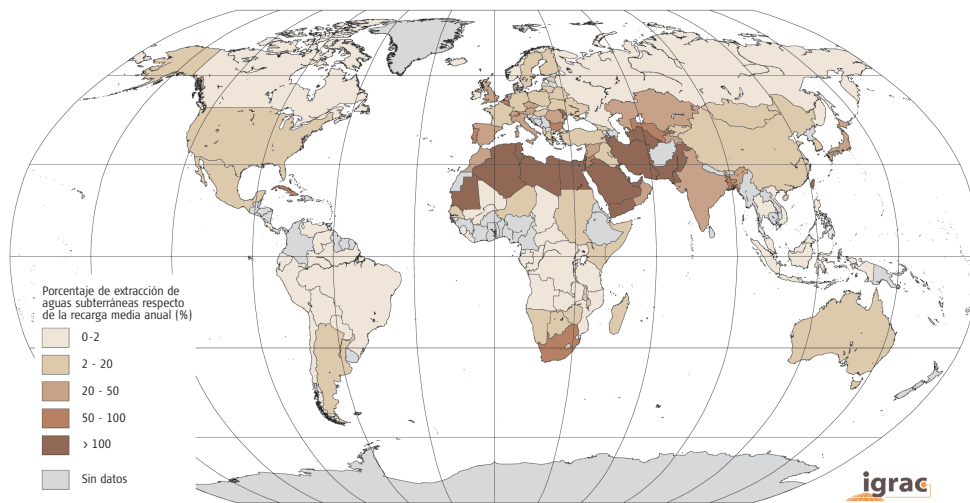 Porcentaje de extracción de
aguas subterráneas respecto
de la recarga media anual (%)
0-2
2 - 20
20 - 50
50 - 100
> 100
Sin datos
igrac